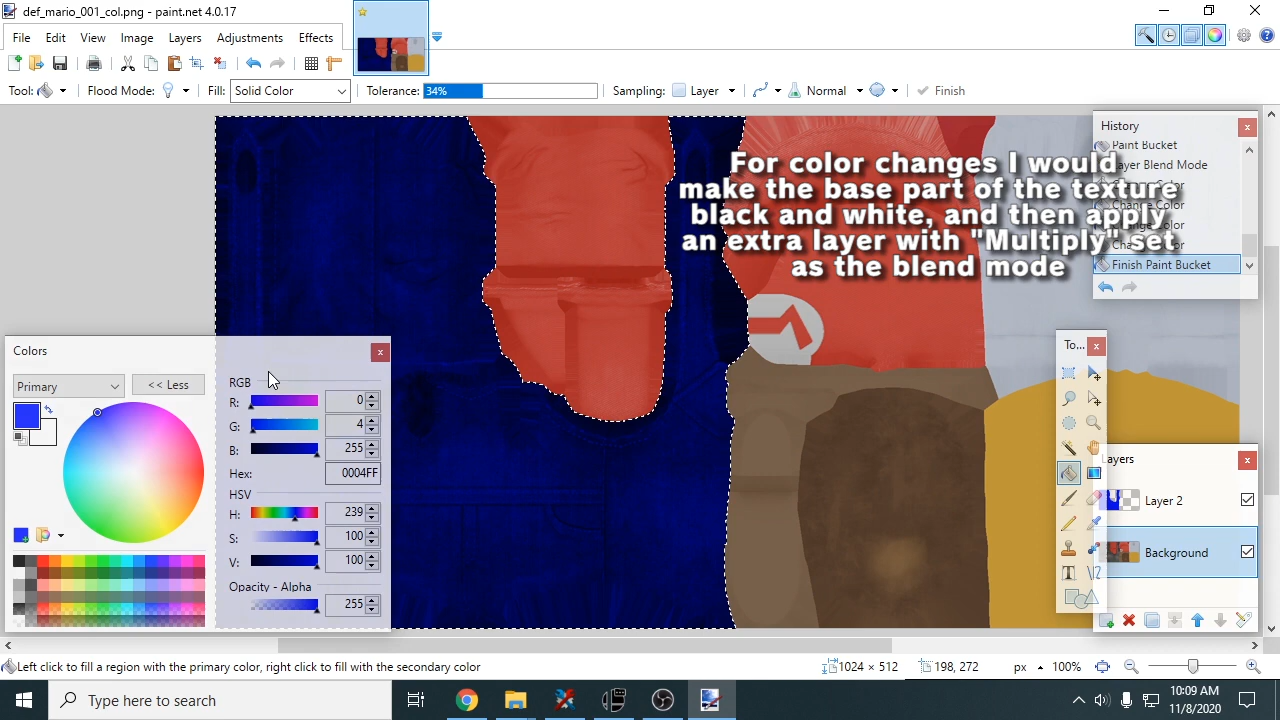 def_mario_001_col.png - paint.net 4.0.17
File Edit View Image Layers Adjustments Effects
Tool: Flood Mode: Fill: Solid Color Tolerance: 34% Sampling: Layer Normal Finish
History
Paint Bucket
ayer Blend Mode
For color changes I would
make the base part of the texture
black and white, and then apply
an extra layer with "Multiply" set
as the blend mode
Finish Paint Bucket
Colors
Primary
<< Less
RGB
R: 0
G: 4
B: 255
Hex: 0004FF
HSV
H: 239
S: 100
V: 100
Opacity - Alpha
255
To...
Layers
Layer 2
Background
Left click to fill a region with the primary color, right click to fill with the secondary color
1024 × 512
198, 272
px
100%
Type here to search
10:09 AM
11/8/2020